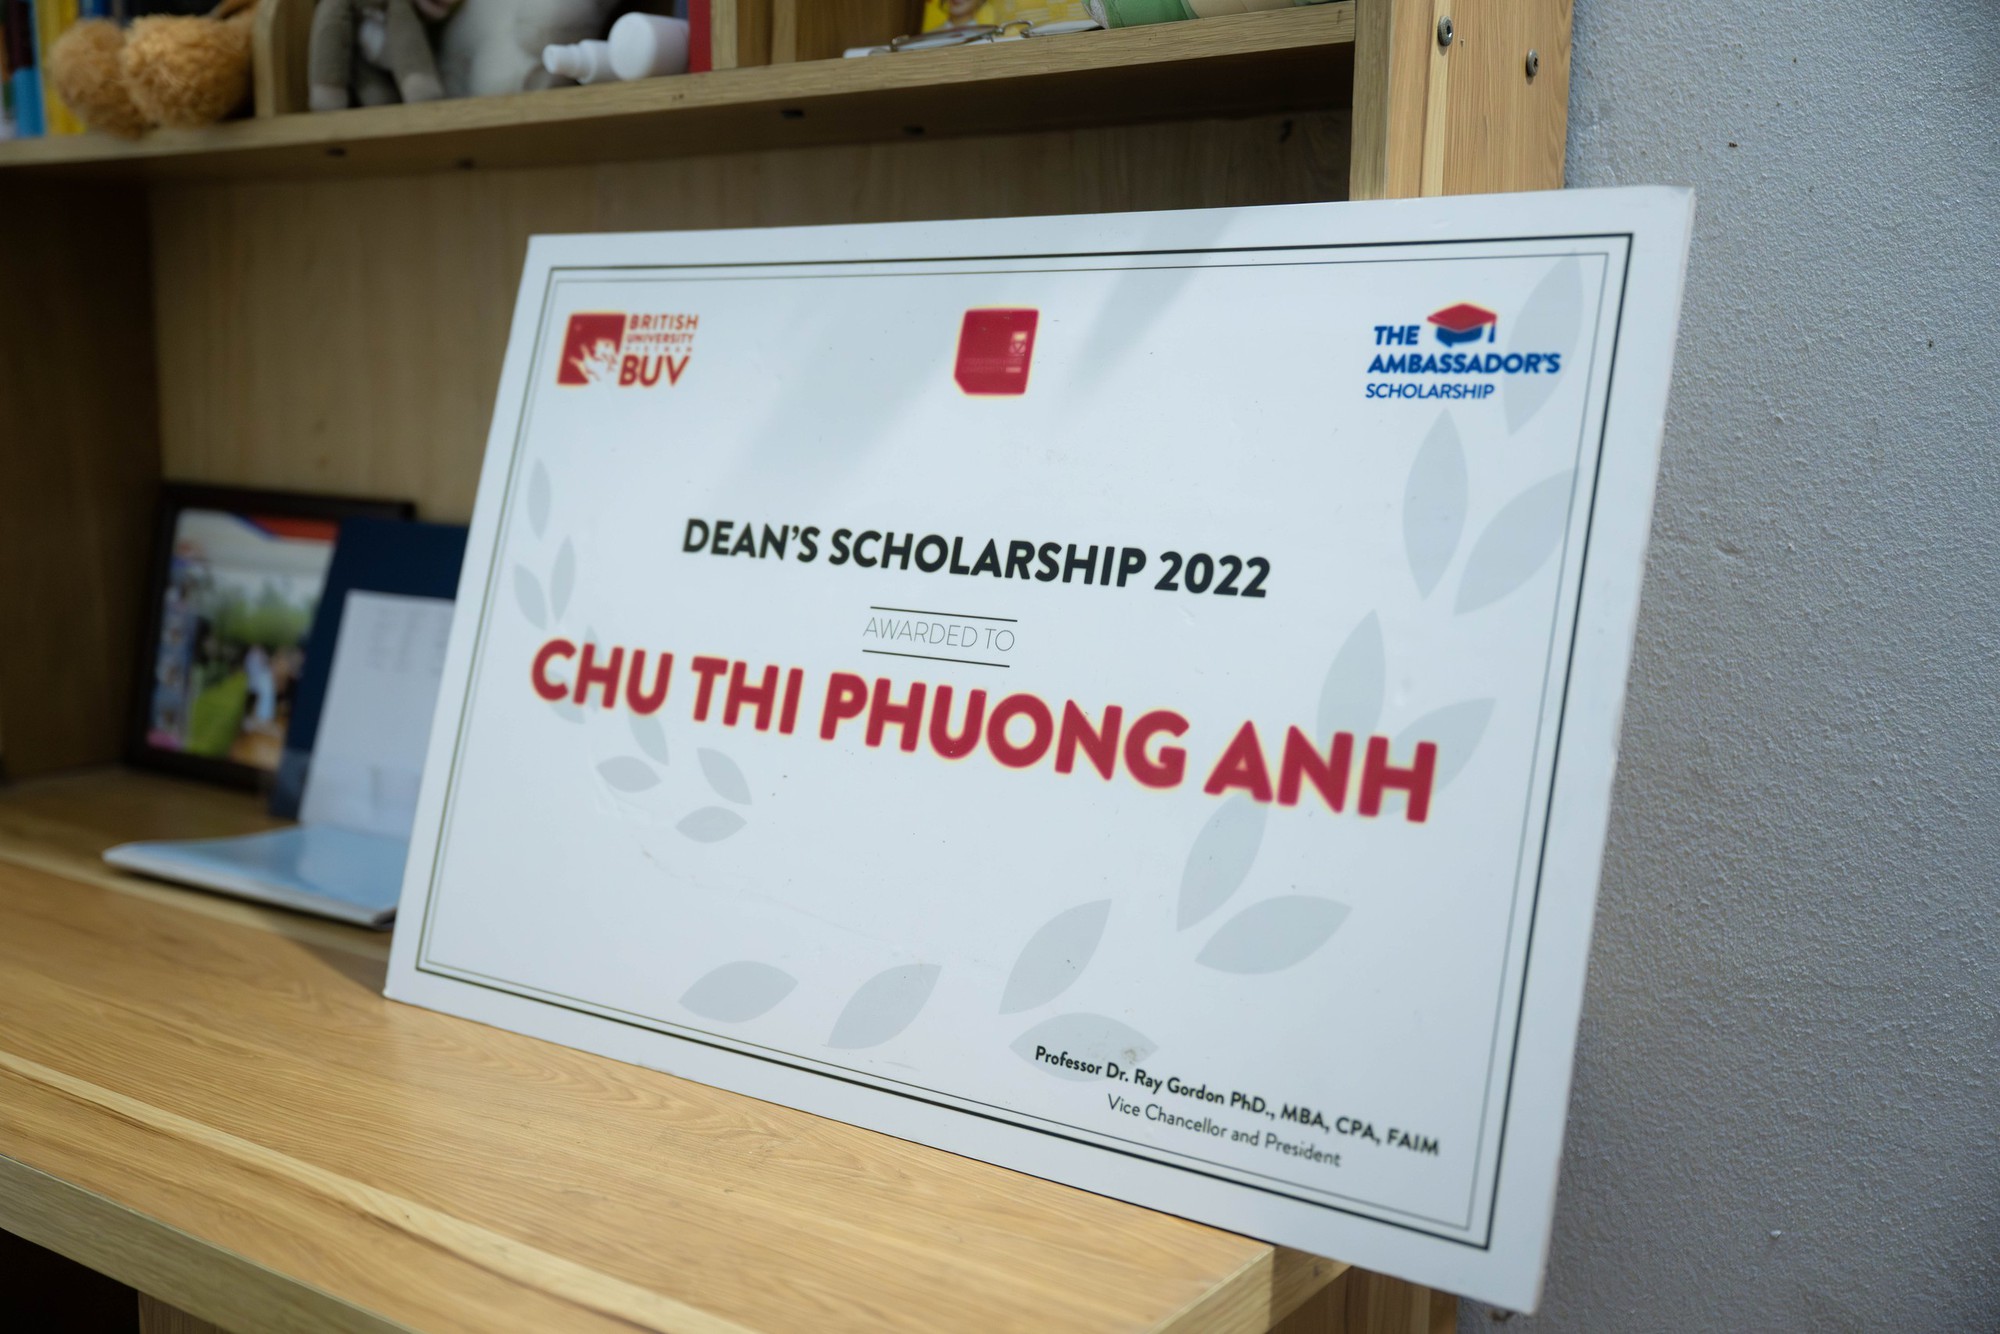 BRITISH
UNIVERSITY
VIETNAM
BUV
THE
AMBASSADOR'S
SCHOLARSHIP
DEAN'S SCHOLARSHIP 2022
AWARDED TO
CHU THI PHUONG ANH
Professor Dr. Ray Gordon PhD., MBA, CPA, FAIM
Vice Chancellor and President